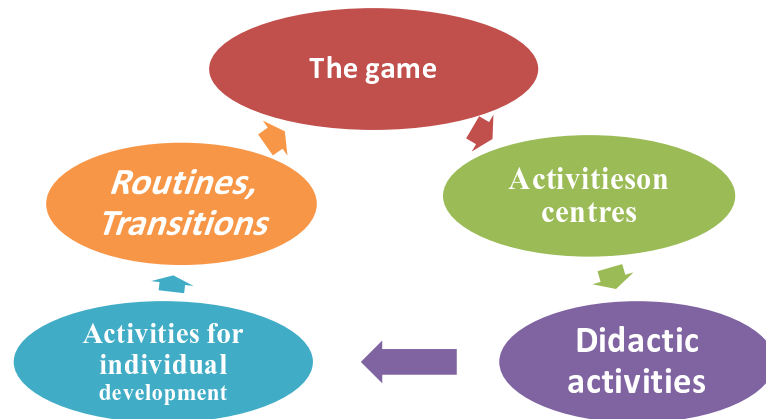 The game
Activitieson
centres
Didactic
activities
Activities for
individual
development
Routines,
Transitions